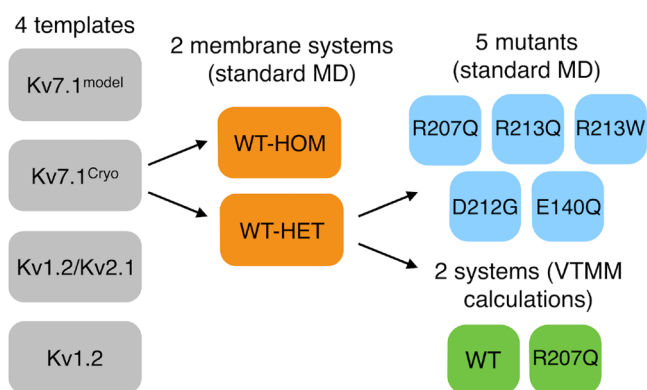 4 templates
Kv7.1model
Kv7.1Cryo
Kv1.2/Kv2.1
Kv1.2
2 membrane systems
(standard MD)
WT-HOM
WT-HET
5 mutants
(standard MD)
R207Q R213Q R213W
D212G E140Q
2 systems (VTMM
calculations)
WT R207Q